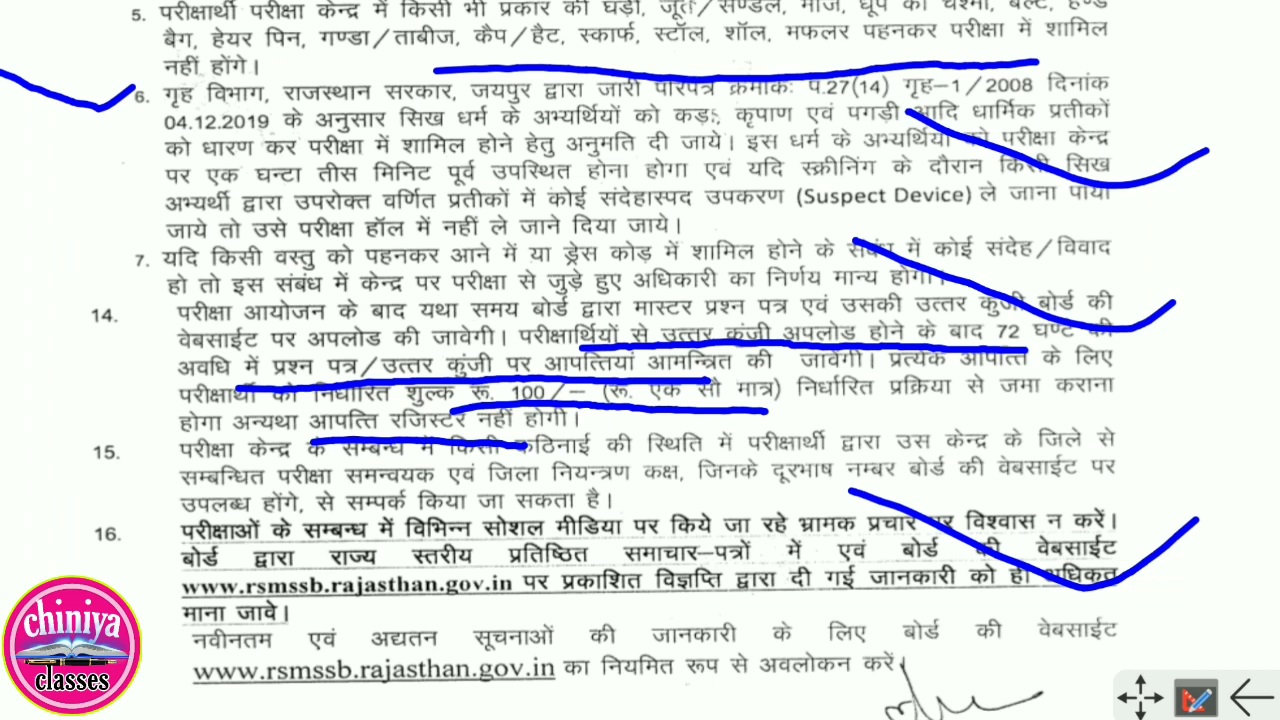 5. परीक्षार्थी परीक्षा केन्द्र में किसी भी प्रकार की घड़ी, जूते/सैण्डल, मौजे, धूप का चश्मा, बेल्ट, हैण्ड
बैग, हेयर पिन, गण्डा/ताबीज, कैप/हैट, स्कार्फ, स्टॉल, शॉल, मफलर पहनकर परीक्षा में शामिल
नहीं होंगे।
6. गृह विभाग, राजस्थान सरकार, जयपुर द्वारा जारी परिपत्र क्रमांकः प.27(14) गृह-1/2008 दिनांक
04.12.2019 के अनुसार सिख धर्म के अभ्यर्थियों को कड़ा, कृपाण एवं पगड़ी आदि धार्मिक प्रतीकों
को धारण कर परीक्षा में शामिल होने हेतु अनुमति दी जाये। इस धर्म के अभ्यर्थियों को परीक्षा केन्द्र
पर एक घन्टा तीस मिनिट पूर्व उपस्थित होना होगा एवं यदि स्क्रीनिंग के दौरान किसी सिख
अभ्यर्थी द्वारा उपरोक्त वर्णित प्रतीकों में कोई संदेहास्पद उपकरण (Suspect Device) ले जाना पाया
जाये तो उसे परीक्षा हॉल में नहीं ले जाने दिया जाये।
7. यदि किसी वस्तु को पहनकर आने में या ड्रेस कोड़ में शामिल होने के संबंध में कोई संदेह/विवाद
हो तो इस संबंध में केन्द्र पर परीक्षा से जुड़े हुए अधिकारी का निर्णय मान्य होगा।
14. परीक्षा आयोजन के बाद यथा समय बोर्ड द्वारा मास्टर प्रश्न पत्र एवं उसकी उत्तर कुंजी बोर्ड की
वेबसाईट पर अपलोड की जावेगी। परीक्षार्थियों से उत्तर कुंजी अपलोड होने के बाद 72 घण्टे की
अवधि में प्रश्न पत्र/उत्तर कुंजी पर आपत्तियां आमन्त्रित की जावेंगी। प्रत्येक आपत्ति के लिए
परीक्षार्थी को निर्धारित शुल्क रू. 100/- (रू. एक सौ मात्र) निर्धारित प्रक्रिया से जमा कराना
होगा अन्यथा आपत्ति रजिस्टर नहीं होगी।
15. परीक्षा केन्द्र के सम्बन्ध में किसी कठिनाई की स्थिति में परीक्षार्थी द्वारा उस केन्द्र के जिले से
सम्बन्धित परीक्षा समन्वयक एवं जिला नियन्त्रण कक्ष, जिनके दूरभाष नम्बर बोर्ड की वेबसाईट पर
उपलब्ध होंगे, से सम्पर्क किया जा सकता है।
16. परीक्षाओं के सम्बन्ध में विभिन्न सोशल मीडिया पर किये जा रहे भ्रामक प्रचार पर विश्वास न करें।
बोर्ड द्वारा राज्य स्तरीय प्रतिष्ठित समाचार-पत्रों में एवं बोर्ड की वेबसाईट
www.rsmssb.rajasthan.gov.in पर प्रकाशित विज्ञप्ति द्वारा दी गई जानकारी को ही अधिकृत
माना जावे।
नवीनतम एवं अद्यतन सूचनाओं की जानकारी के लिए बोर्ड की वेबसाईट
www.rsmssb.rajasthan.gov.in का नियमित रूप से अवलोकन करें।
chiniya
classes